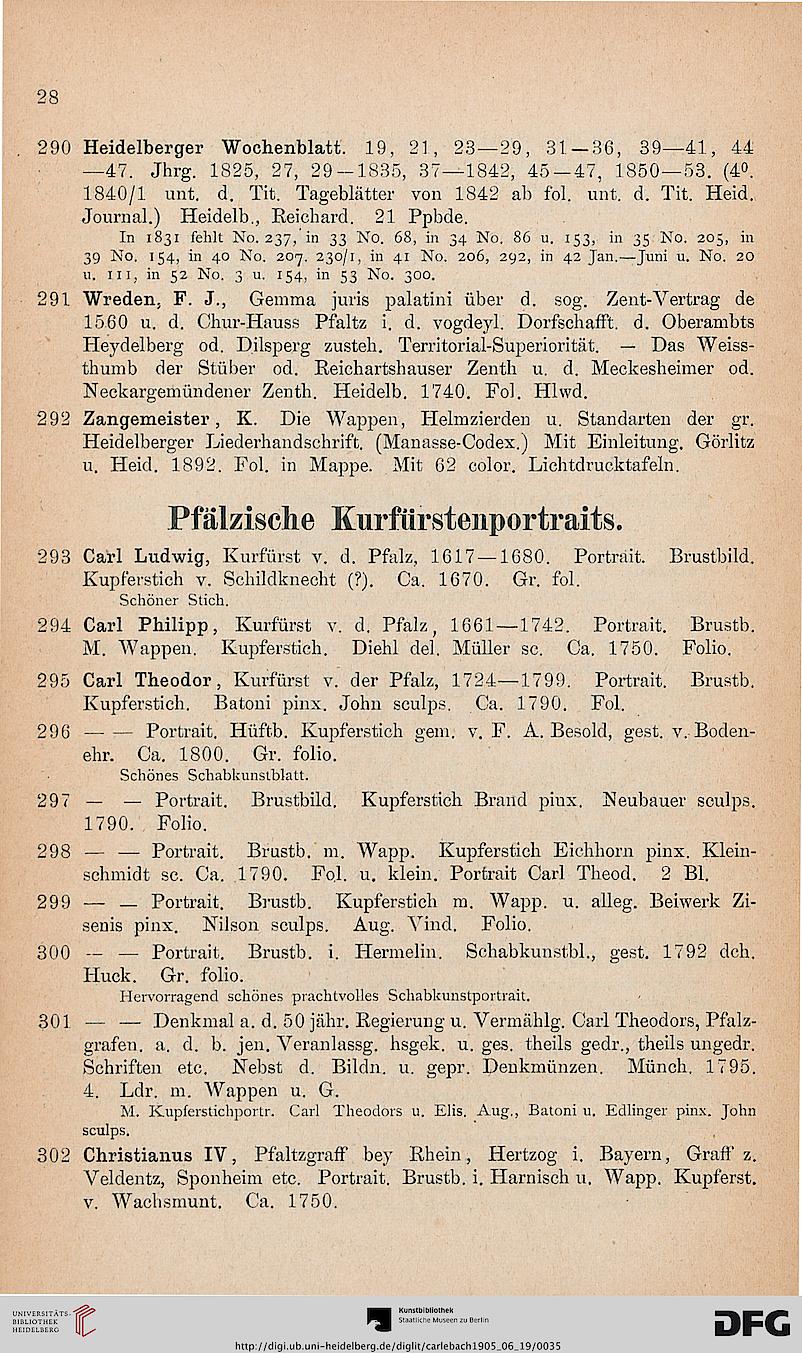 28
290 Heidelberger Wochenblatt. 19, 21, 23—29, 31—36, 39—41, 44
—47. Jhrg. 1825, 27, 29—1835, 37—1842, 45—47, 1850—53. (4⁰.
1840/1 unt. d. Tit. Tageblätter von 1842 ab fol. unt. d. Tit. Heid.
Journal.) Heidelb., Reichard. 21 Ppbde.
In 1831 fehlt No. 237, in 33 No. 68, in 34 No. 86 u. 153, in 35 No. 205, in
39 No. 154, in 40 No. 207. 230/1, in 41 No. 206, 292, in 42 Jan.—Juni u. No. 20
u. 111, in 52 No. 3 u. 154, in 53 No. 300.
291 Wreden, F. J., Gemma juris palatini über d. sog. Zent-Vertrag de
1560 u. d. Chur-Hauss Pfaltz i. d. vogdeyl. Dorfschafft. d. Oberambts
Heydelberg od. Dilsperg zusteh. Territorial-Superiorität. — Das Weiss-
thumb der Stüber od. Reichartshauser Zenth u. d. Meckesheimer od.
Neckargemündener Zenth. Heidelb. 1740. Fol. Hlwd.
292 Zangemeister, K. Die Wappen, Helmzierden u. Standarten der gr.
Heidelberger Liederhandschrift. (Manasse-Codex.) Mit Einleitung. Görlitz
u. Heid. 1892. Fol. in Mappe. Mit 62 color. Lichtdrucktafeln.
Pfälzische Kurfürstenportraits.
293 Carl Ludwig, Kurfürst v. d. Pfalz, 1617—1680. Portrait. Brustbild.
Kupferstich v. Schildknecht (?). Ca. 1670. Gr. fol.
Schöner Stich.
294 Carl Philipp, Kurfürst v. d. Pfalz, 1661—1742. Portrait. Brustb.
M. Wappen. Kupferstich. Diehl del. Müller sc. Ca. 1750. Folio.
295 Carl Theodor, Kurfürst v. der Pfalz, 1724—1799. Portrait. Brustb.
Kupferstich. Batoni pinx. John sculps. Ca. 1790. Fol.
296 — — Portrait. Hüftb. Kupferstich gem. v. F. A. Besold, gest. v. Boden-
ehr. Ca. 1800. Gr. folio.
Schönes Schabkunstblatt.
297 — — Portrait. Brustbild. Kupferstich Brand pinx. Neubauer sculps.
1790. Folio.
298 — — Portrait. Brustb. m. Wapp. Kupferstich Eichhorn pinx. Klein-
schmidt sc. Ca. 1790. Fol. u. klein. Portrait Carl Theod. 2 Bl.
299 — — Portrait. Brustb. Kupferstich m. Wapp. u. alleg. Beiwerk Zi-
senis pinx. Nilson sculps. Aug. Vind. Folio.
300 — — Portrait. Brustb. i. Hermelin. Schabkunstbl., gest. 1792 dch.
Huck. Gr. folio.
Hervorragend schönes prachtvolles Schabkunstportrait.
301 — — Denkmal a. d. 50 jähr. Regierung u. Vermählg. Carl Theodors, Pfalz-
grafen. a. d. b. jen. Veranlassg. hsgek. u. ges. theils gedr., theils ungedr.
Schriften etc. Nebst d. Bildn. u. gepr. Denkmünzen. Münch. 1795.
4. Ldr. m. Wappen u. G.
M. Kupferstichportr. Carl Theodors u. Elis. Aug., Batoni u. Edlinger pinx. John
sculps.
302 Christianus IV, Pfaltzgraff bey Rhein, Hertzog i. Bayern, Graff z.
Veldentz, Sponheim etc. Portrait. Brustb. i. Harnisch u. Wapp. Kupferst.
v. Wachsmunt. Ca. 1750.
UNIVERSITÄTS-
BIBLIOTHEK
HEIDELBERG
Kunstbibliothek
Staatliche Museen zu Berlin
DFG
http://digi.ub.uni-heidelberg.de/diglit/carlebach1905_06_19/0035